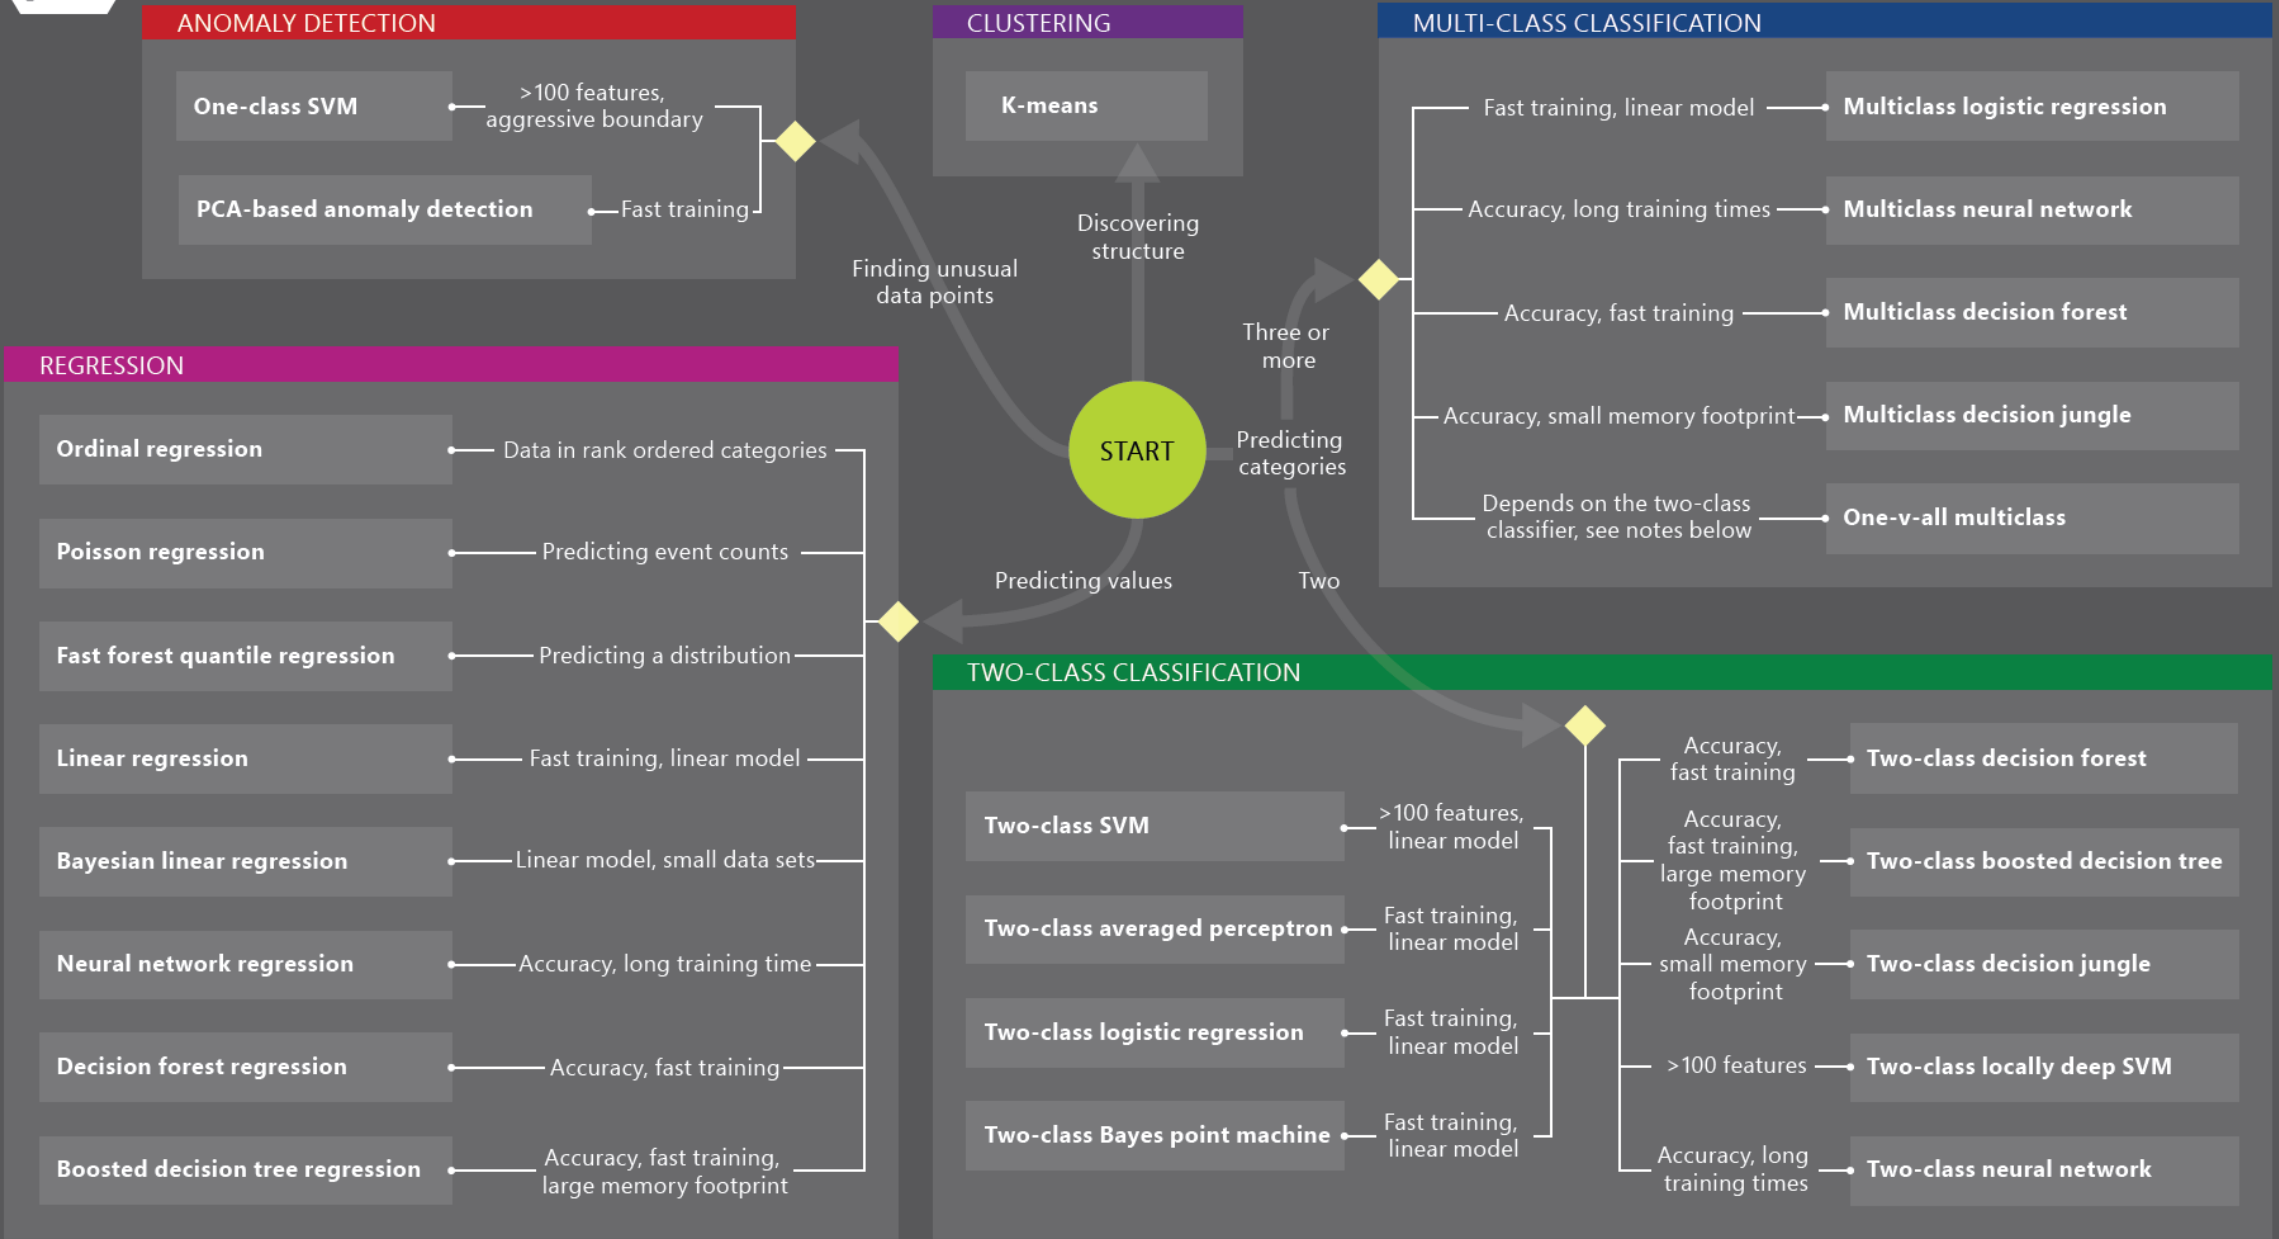 ANOMALY DETECTION
One-class SVM
>100 features,
aggressive boundary
PCA-based anomaly detection
Fast training
CLUSTERING
K-means
MULTI-CLASS CLASSIFICATION
Fast training, linear model
Multiclass logistic regression
Accuracy, long training times
Multiclass neural network
Accuracy, fast training
Multiclass decision forest
Accuracy, small memory footprint
Multiclass decision jungle
Depends on the two-class
classifier, see notes below
One-v-all multiclass
Finding unusual
data points
Discovering
structure
Three or
more
START
Predicting
categories
Predicting values
Two
REGRESSION
Ordinal regression
Data in rank ordered categories
Poisson regression
Predicting event counts
Fast forest quantile regression
Predicting a distribution
Linear regression
Fast training, linear model
Bayesian linear regression
Linear model, small data sets
Neural network regression
Accuracy, long training time
Decision forest regression
Accuracy, fast training
Boosted decision tree regression
Accuracy, fast training,
large memory footprint
TWO-CLASS CLASSIFICATION
Two-class SVM
>100 features,
linear model
Two-class averaged perceptron
Fast training,
linear model
Two-class logistic regression
Fast training,
linear model
Two-class Bayes point machine
Fast training,
linear model
Accuracy,
fast training
Two-class decision forest
Accuracy,
fast training,
large memory
footprint
Two-class boosted decision tree
Accuracy,
small memory
footprint
Two-class decision jungle
>100 features
Two-class locally deep SVM
Accuracy, long
training times
Two-class neural network